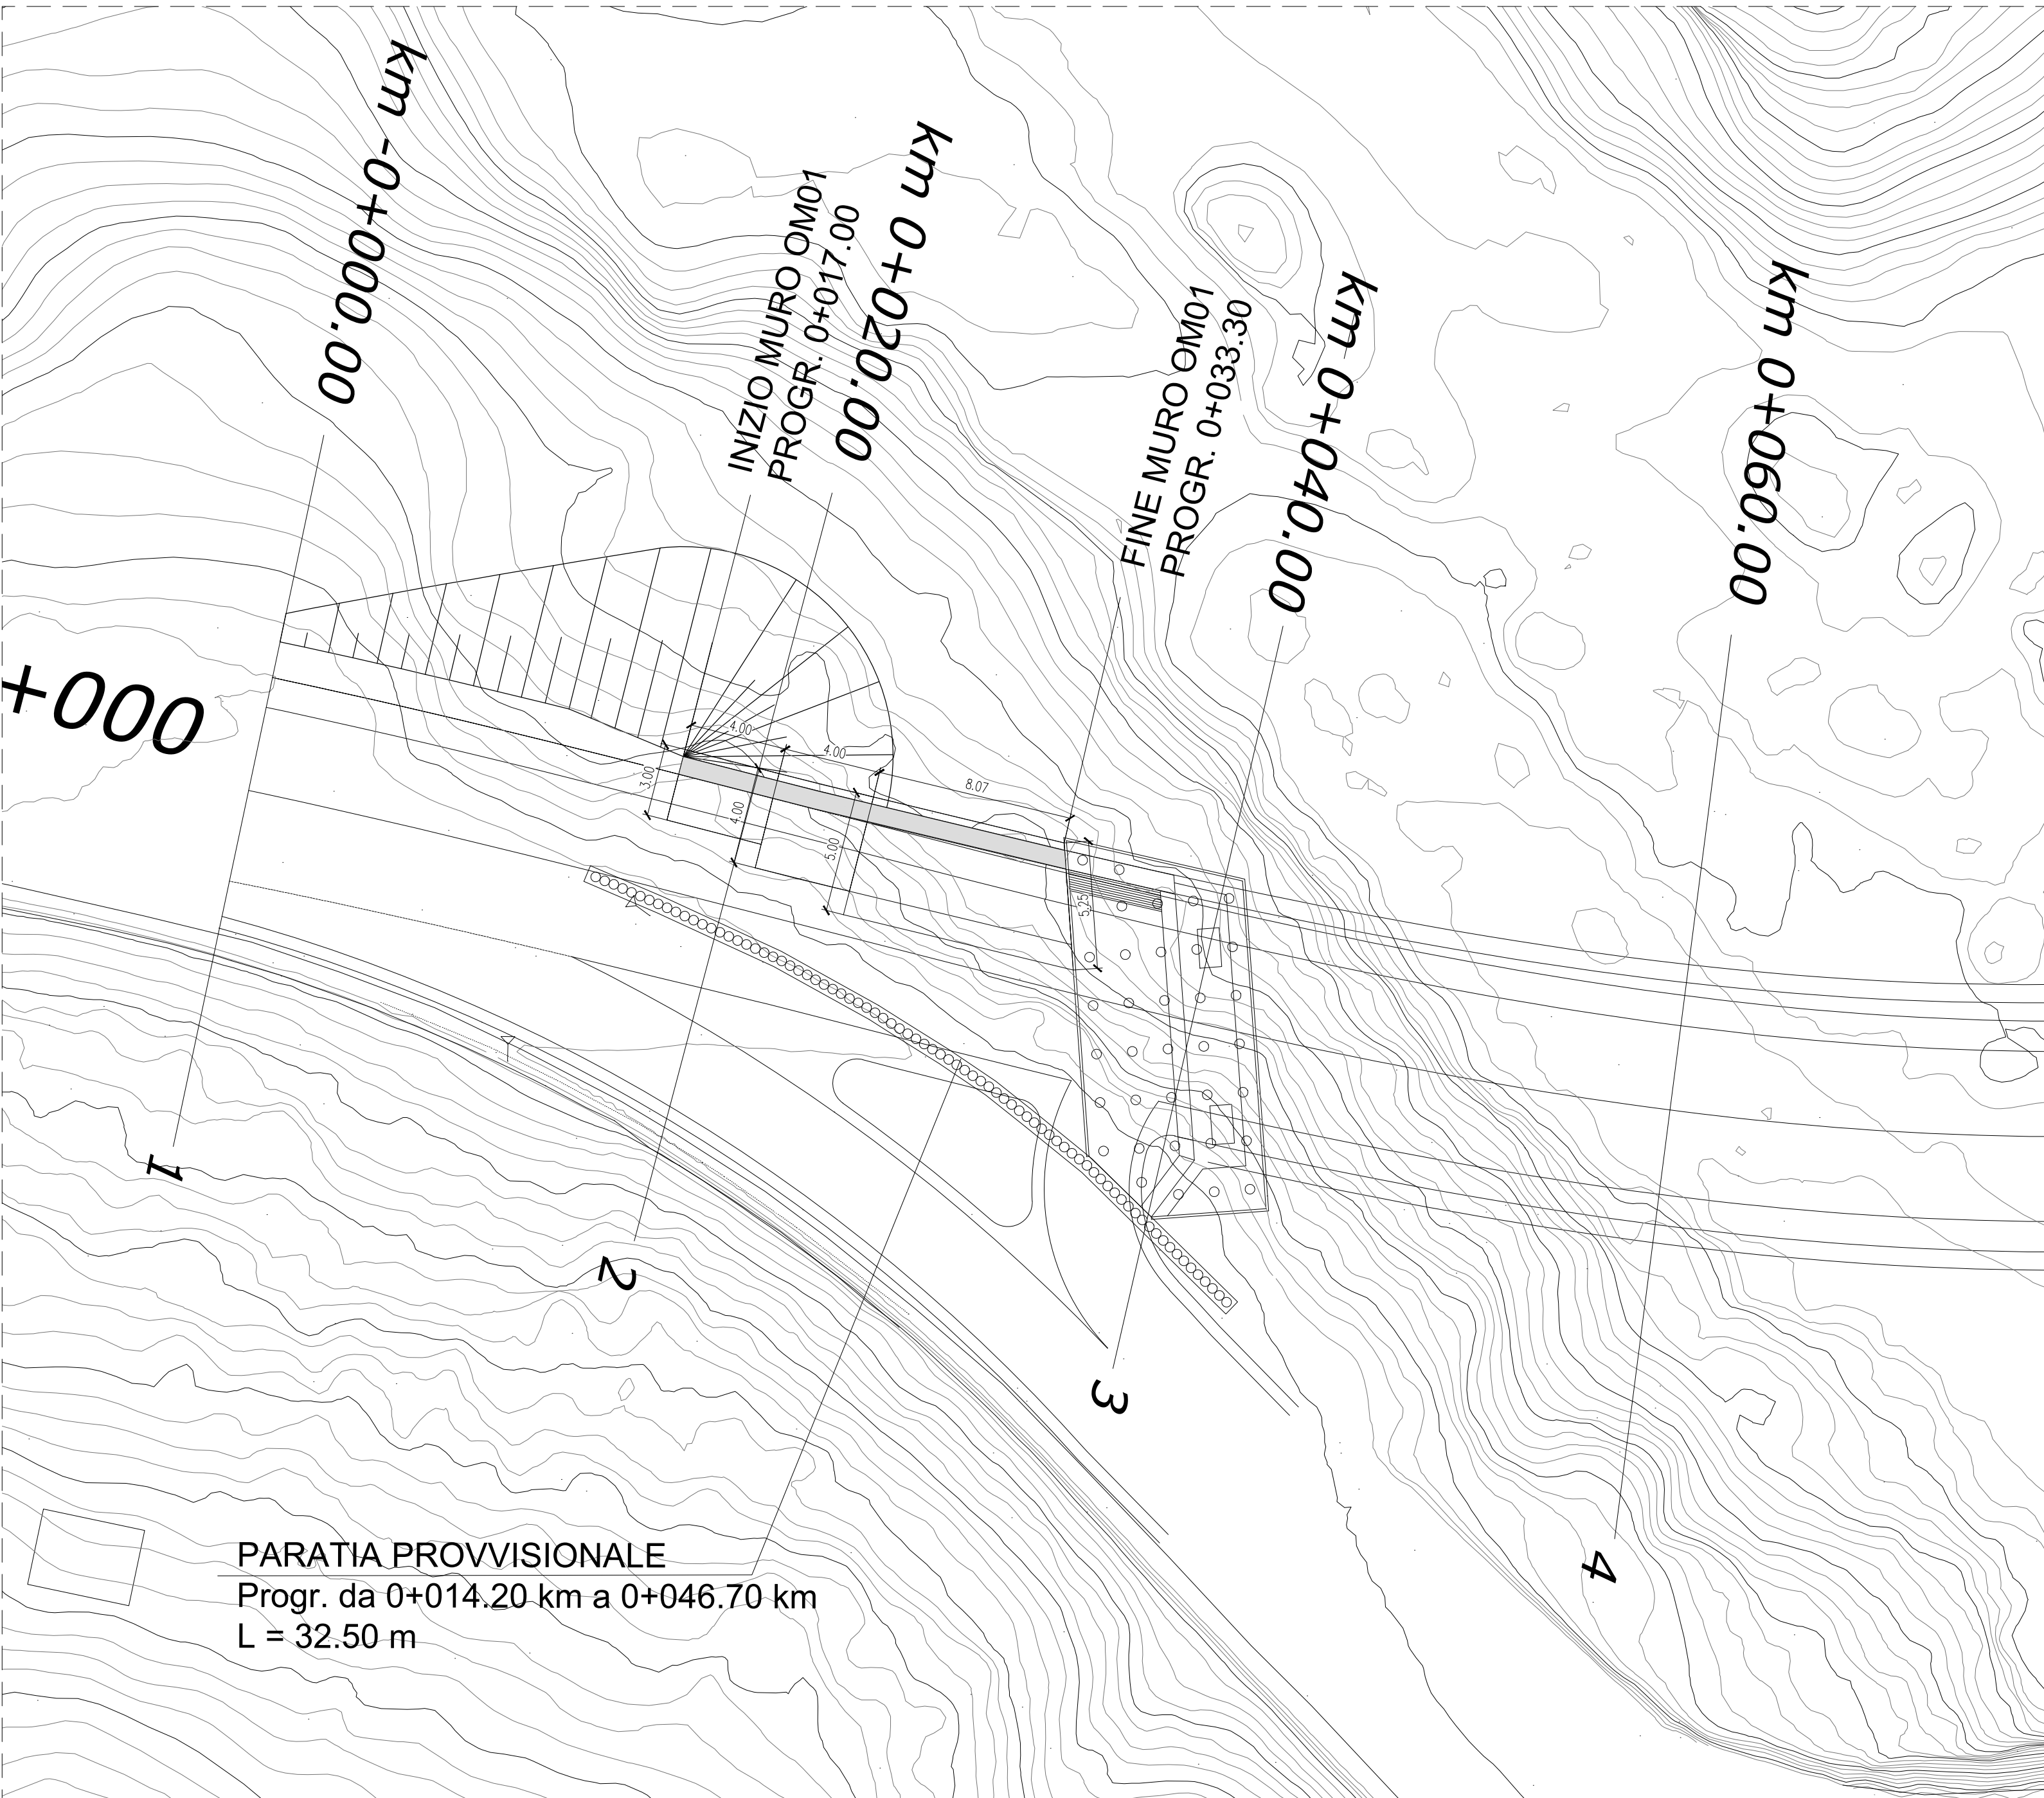 km -0+000.00
INIZIO MURO OM01
PROGR. 0+017.00
km 0+020.00
FINE MURO OM01
PROGR. 0+033.30
km 0+040.00
km 0+060.00
+000
4.00
4.00
8.07
3.00
4.00
5.00
5.25
1
2
3
4
PARATIA PROVVISIONALE
Progr. da 0+014.20 km a 0+046.70 km
L = 32.50 m